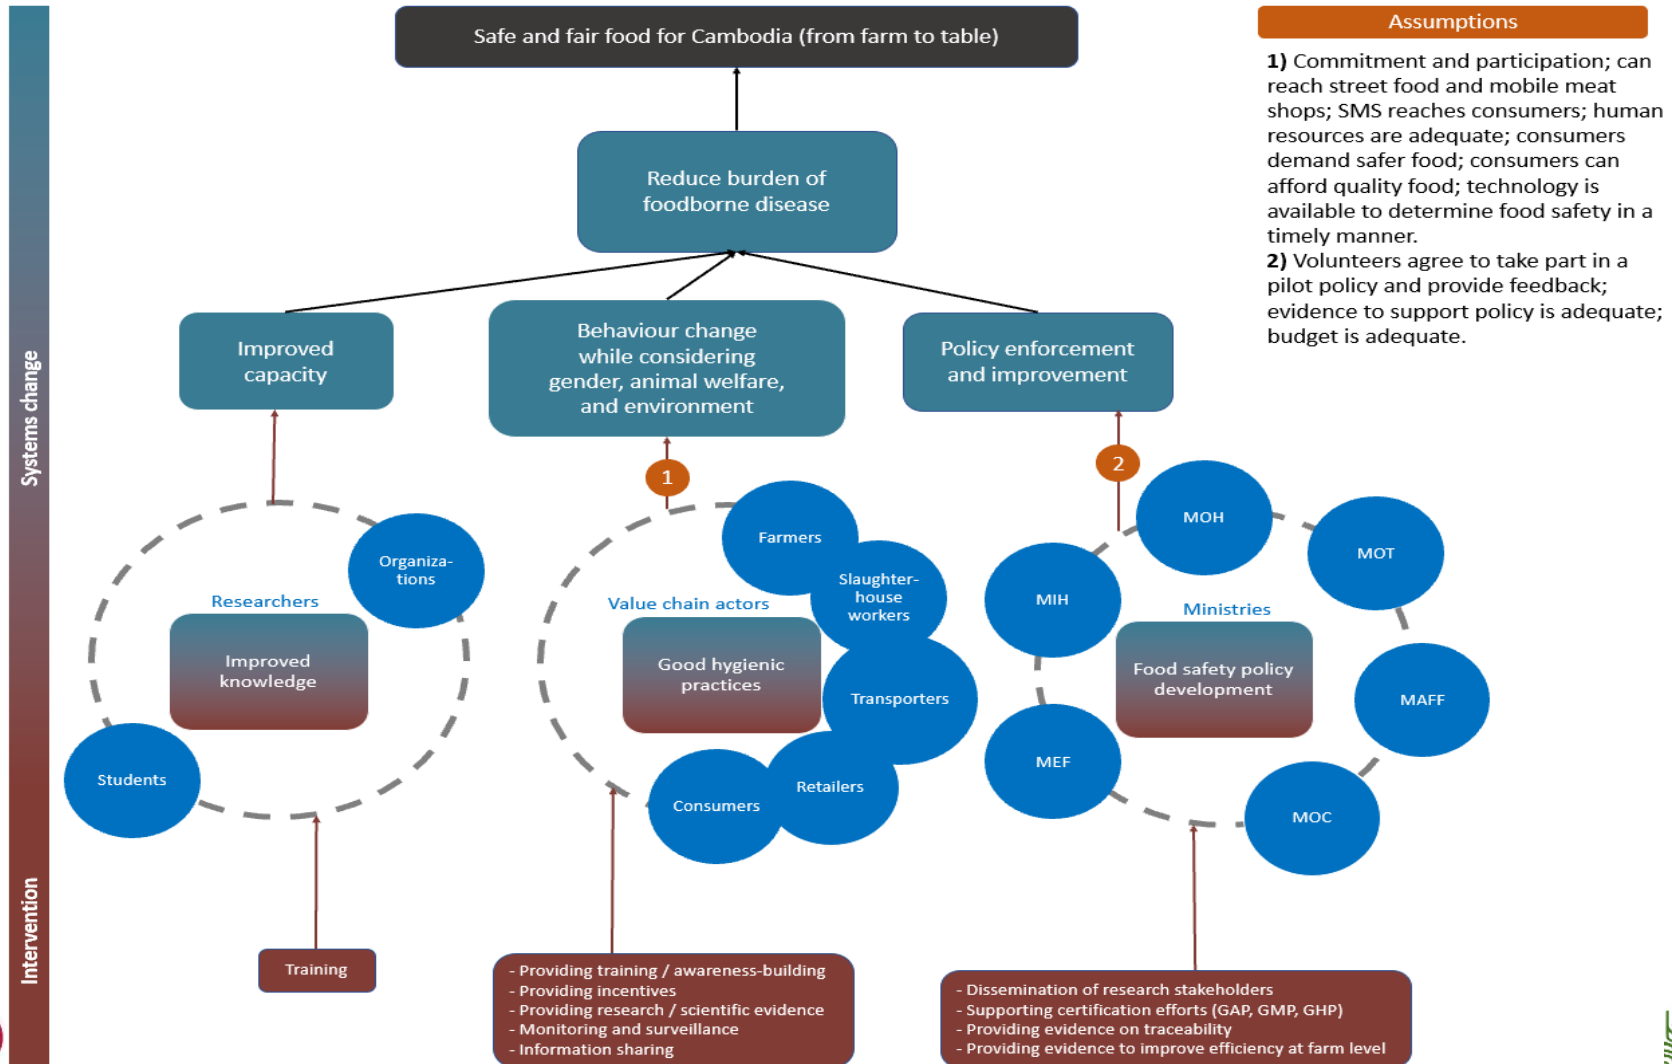 Safe and fair food for Cambodia (from farm to table)
Assumptions
1) Commitment and participation; can
reach street food and mobile meat
shops; SMS reaches consumers; human
resources are adequate; consumers
demand safer food; consumers can
afford quality food; technology is
available to determine food safety in a
timely manner.
2) Volunteers agree to take part in a
pilot policy and provide feedback;
evidence to support policy is adequate;
budget is adequate.
Reduce burden of
foodborne disease
Improved
capacity
Behaviour change
while considering
gender, animal welfare,
and environment
Policy enforcement
and improvement
Systems change
Intervention
1
2
Organiza-
tions
Researchers
Improved
knowledge
Students
Farmers
Slaughter-
house
workers
Value chain actors
Good hygienic
practices
Transporters
Retailers
Consumers
MOH
MOT
MIH
Ministries
Food safety policy
development
MAFF
MEF
MOC
Training
- Providing training / awareness-building
- Providing incentives
- Providing research / scientific evidence
- Monitoring and surveillance
- Information sharing
- Dissemination of research stakeholders
- Supporting certification efforts (GAP, GMP, GHP)
- Providing evidence on traceability
- Providing evidence to improve efficiency at farm level